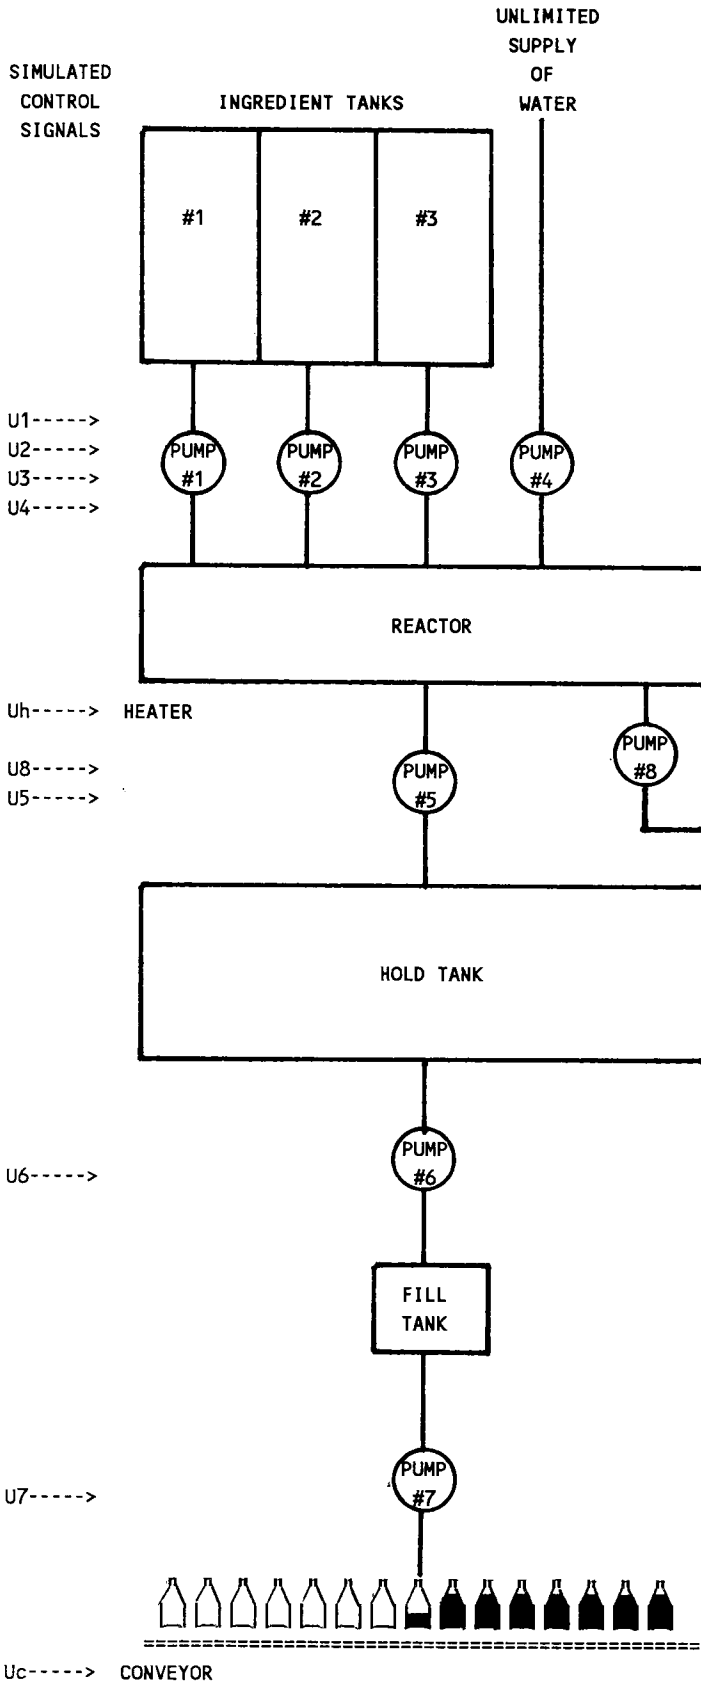 UNLIMITED
SUPPLY
OF
WATER
SIMULATED
CONTROL
SIGNALS
INGREDIENT TANKS
#1 #2 #3
U1----->
U2----->
U3----->
U4----->
PUMP #1
PUMP #2
PUMP #3
PUMP #4
REACTOR
Uh-----> HEATER
U8----->
U5----->
PUMP #8
PUMP #5
HOLD TANK
PUMP #6
U6----->
FILL
TANK
PUMP #7
U7----->
Uc-----> CONVEYOR